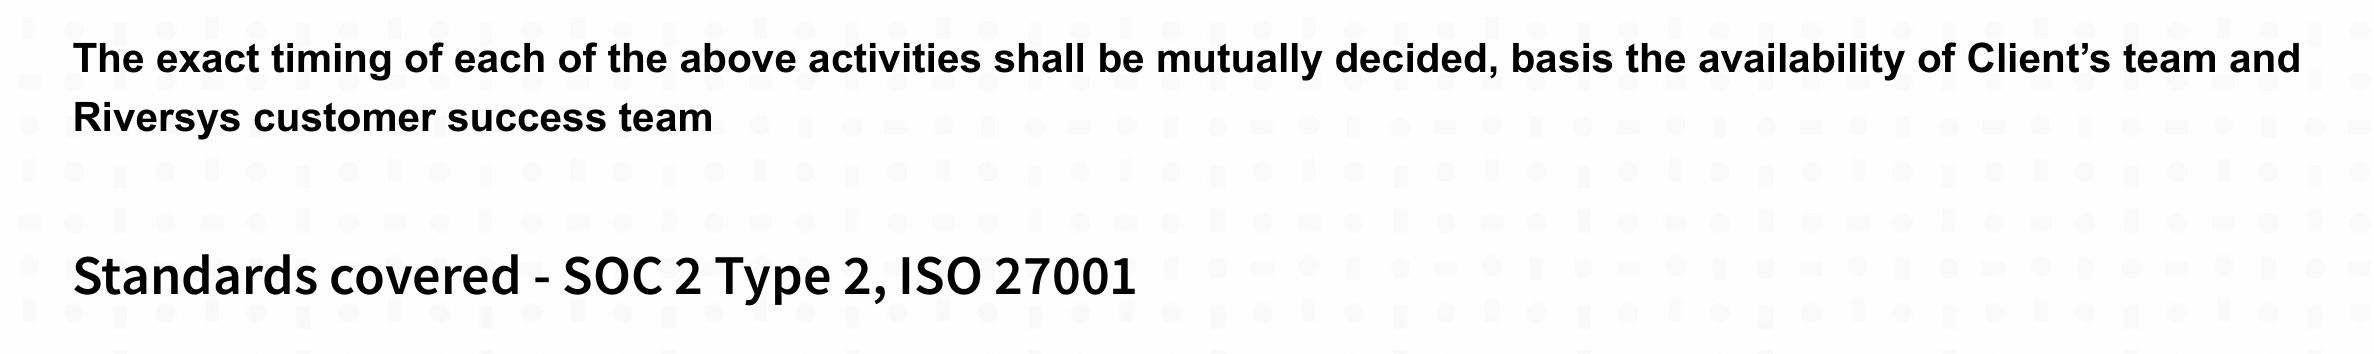 The exact timing of each of the above activities shall be mutually decided, basis the availability of Client’s team and
Riversys customer success team
Standards covered - SOC 2 Type 2, ISO 27001